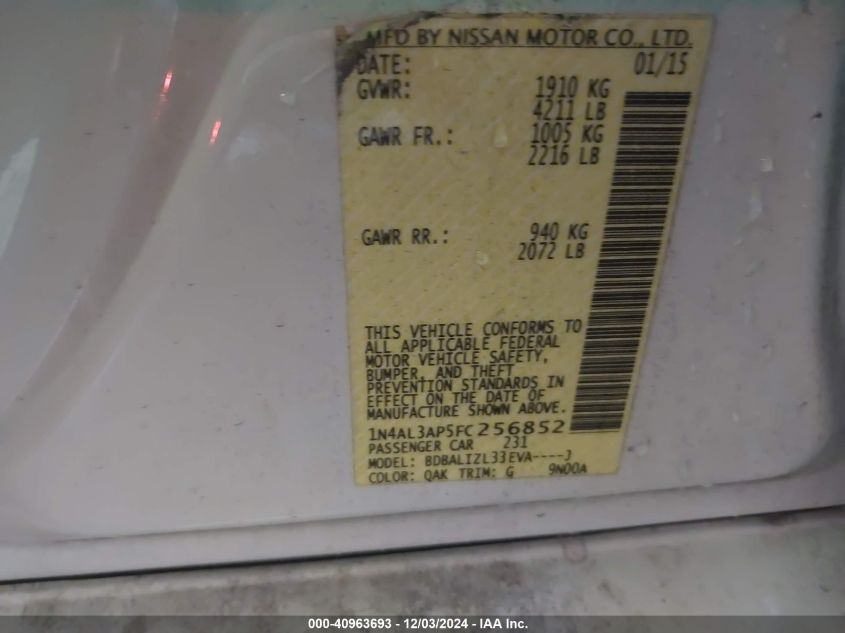 MFD BY NISSAN MOTOR CO., LTD.
DATE: 01/15
GVWR: 1910 KG
4211 LB
GAWR FR.: 1005 KG
2216 LB
GAWR RR.: 940 KG
2072 LB
THIS VEHICLE CONFORMS TO
ALL APPLICABLE FEDERAL
MOTOR VEHICLE SAFETY,
BUMPER, AND THEFT
PREVENTION STANDARDS IN
EFFECT ON THE DATE OF
MANUFACTURE SHOWN ABOVE.
1N4AL3AP5FC256852
PASSENGER CAR 231
MODEL: BDBALIZL33EVA----J
COLOR: QAK TRIM: G 9N00A
000-40963693 - 12/03/2024 - IAA Inc.